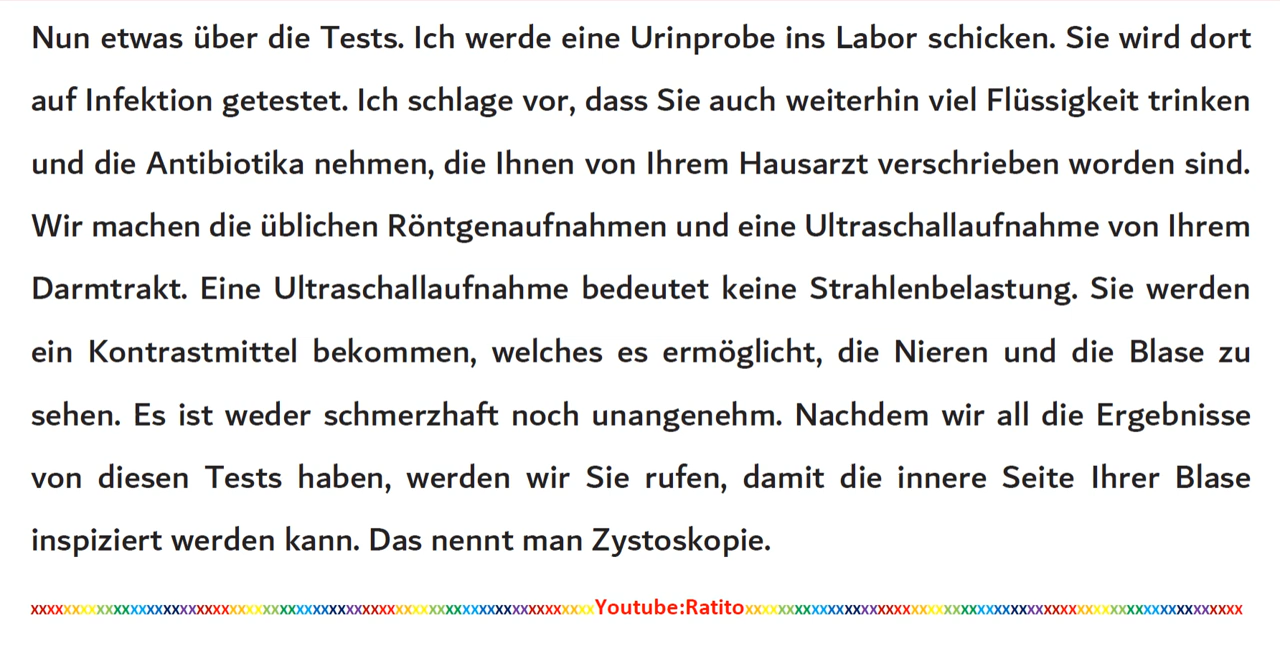 Nun etwas über die Tests. Ich werde eine Urinprobe ins Labor schicken. Sie wird dort
auf Infektion getestet. Ich schlage vor, dass Sie auch weiterhin viel Flüssigkeit trinken
und die Antibiotika nehmen, die Ihnen von Ihrem Hausarzt verschrieben worden sind.
Wir machen die üblichen Röntgenaufnahmen und eine Ultraschallaufnahme von Ihrem
Darmtrakt. Eine Ultraschallaufnahme bedeutet keine Strahlenbelastung. Sie werden
ein Kontrastmittel bekommen, welches es ermöglicht, die Nieren und die Blase zu
sehen. Es ist weder schmerzhaft noch unangenehm. Nachdem wir all die Ergebnisse
von diesen Tests haben, werden wir Sie rufen, damit die innere Seite Ihrer Blase
inspiziert werden kann. Das nennt man Zystoskopie.
xxxxxxxxxxxxxxxxxxxxxxxxxxxxxxxxxxxxxxxxxxxxxxxxxxxxxxxxxxxxxxxxxxxxYoutube:Ratitoxxxxxxxxxxxxxxxxxxxxxxxxxxxxxxxxxxxxxxxxxxxxxxxxxxxxxxxxxxxx